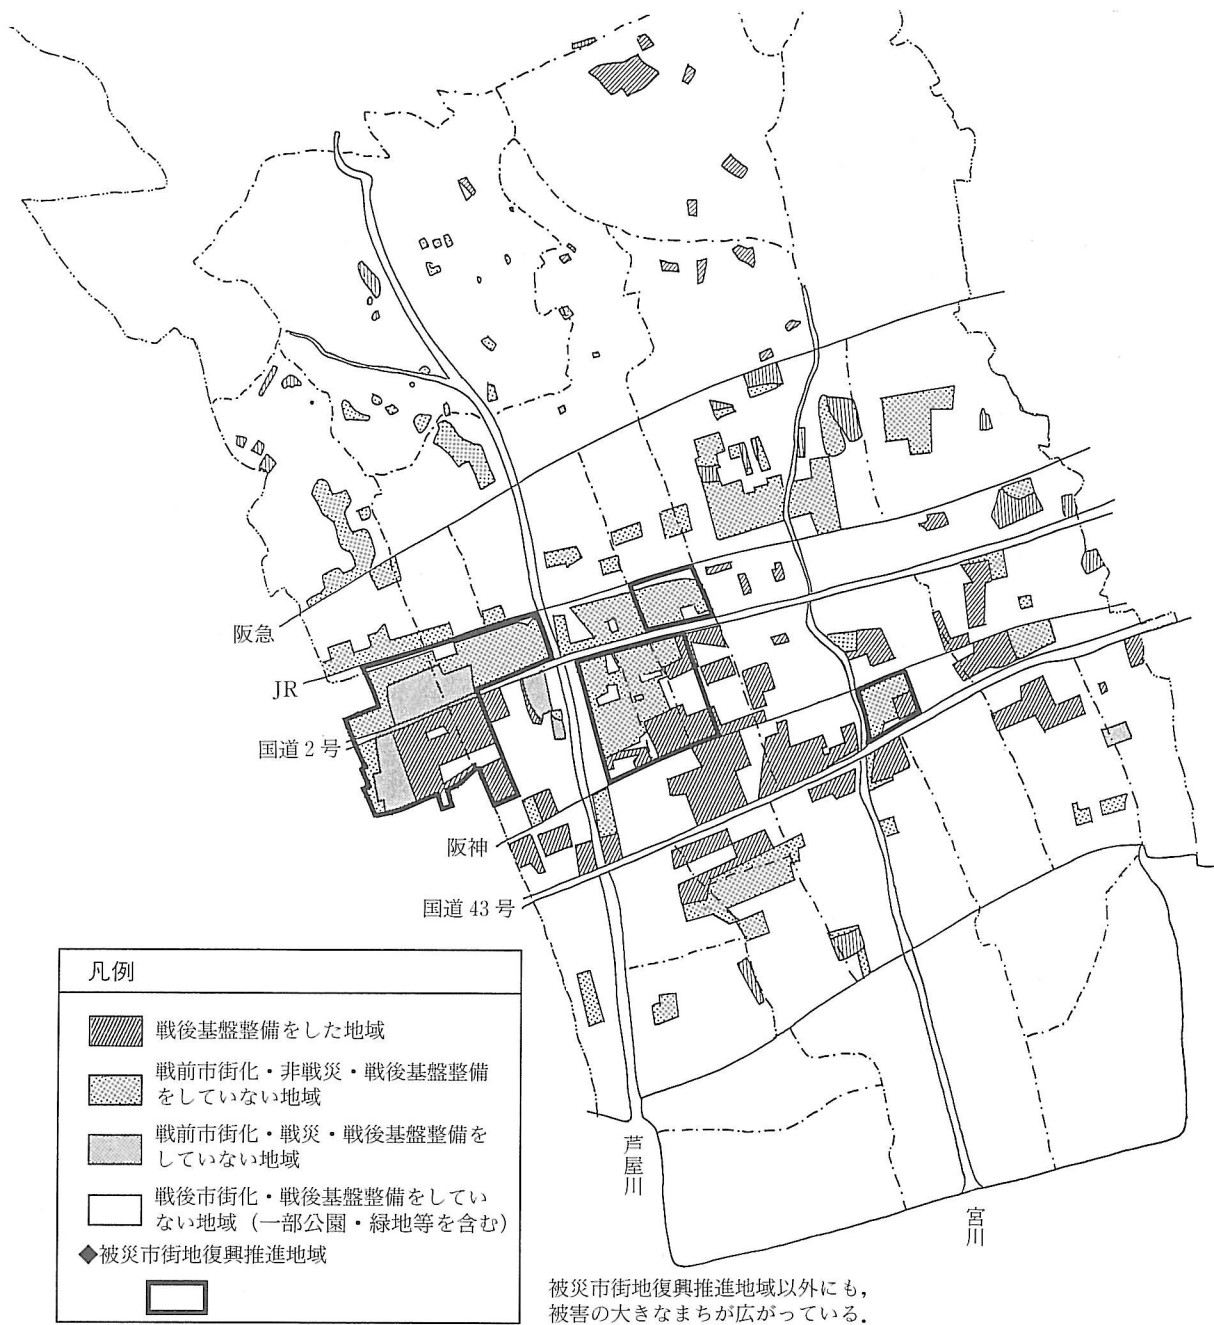 阪急
JR
国道2号
阪神
国道43号
凡例
戦後基盤整備をした地域
戦前市街化・非戦災・戦後基盤整備
をしていない地域
戦前市街化・戦災・戦後基盤整備を
していない地域
戦後市街化・戦後基盤整備をしてい
ない地域（一部公園・緑地等を含む）
◆被災市街地復興推進地域
芦屋川
宮川
被災市街地復興推進地域以外にも，
被害の大きなまちが広がっている．